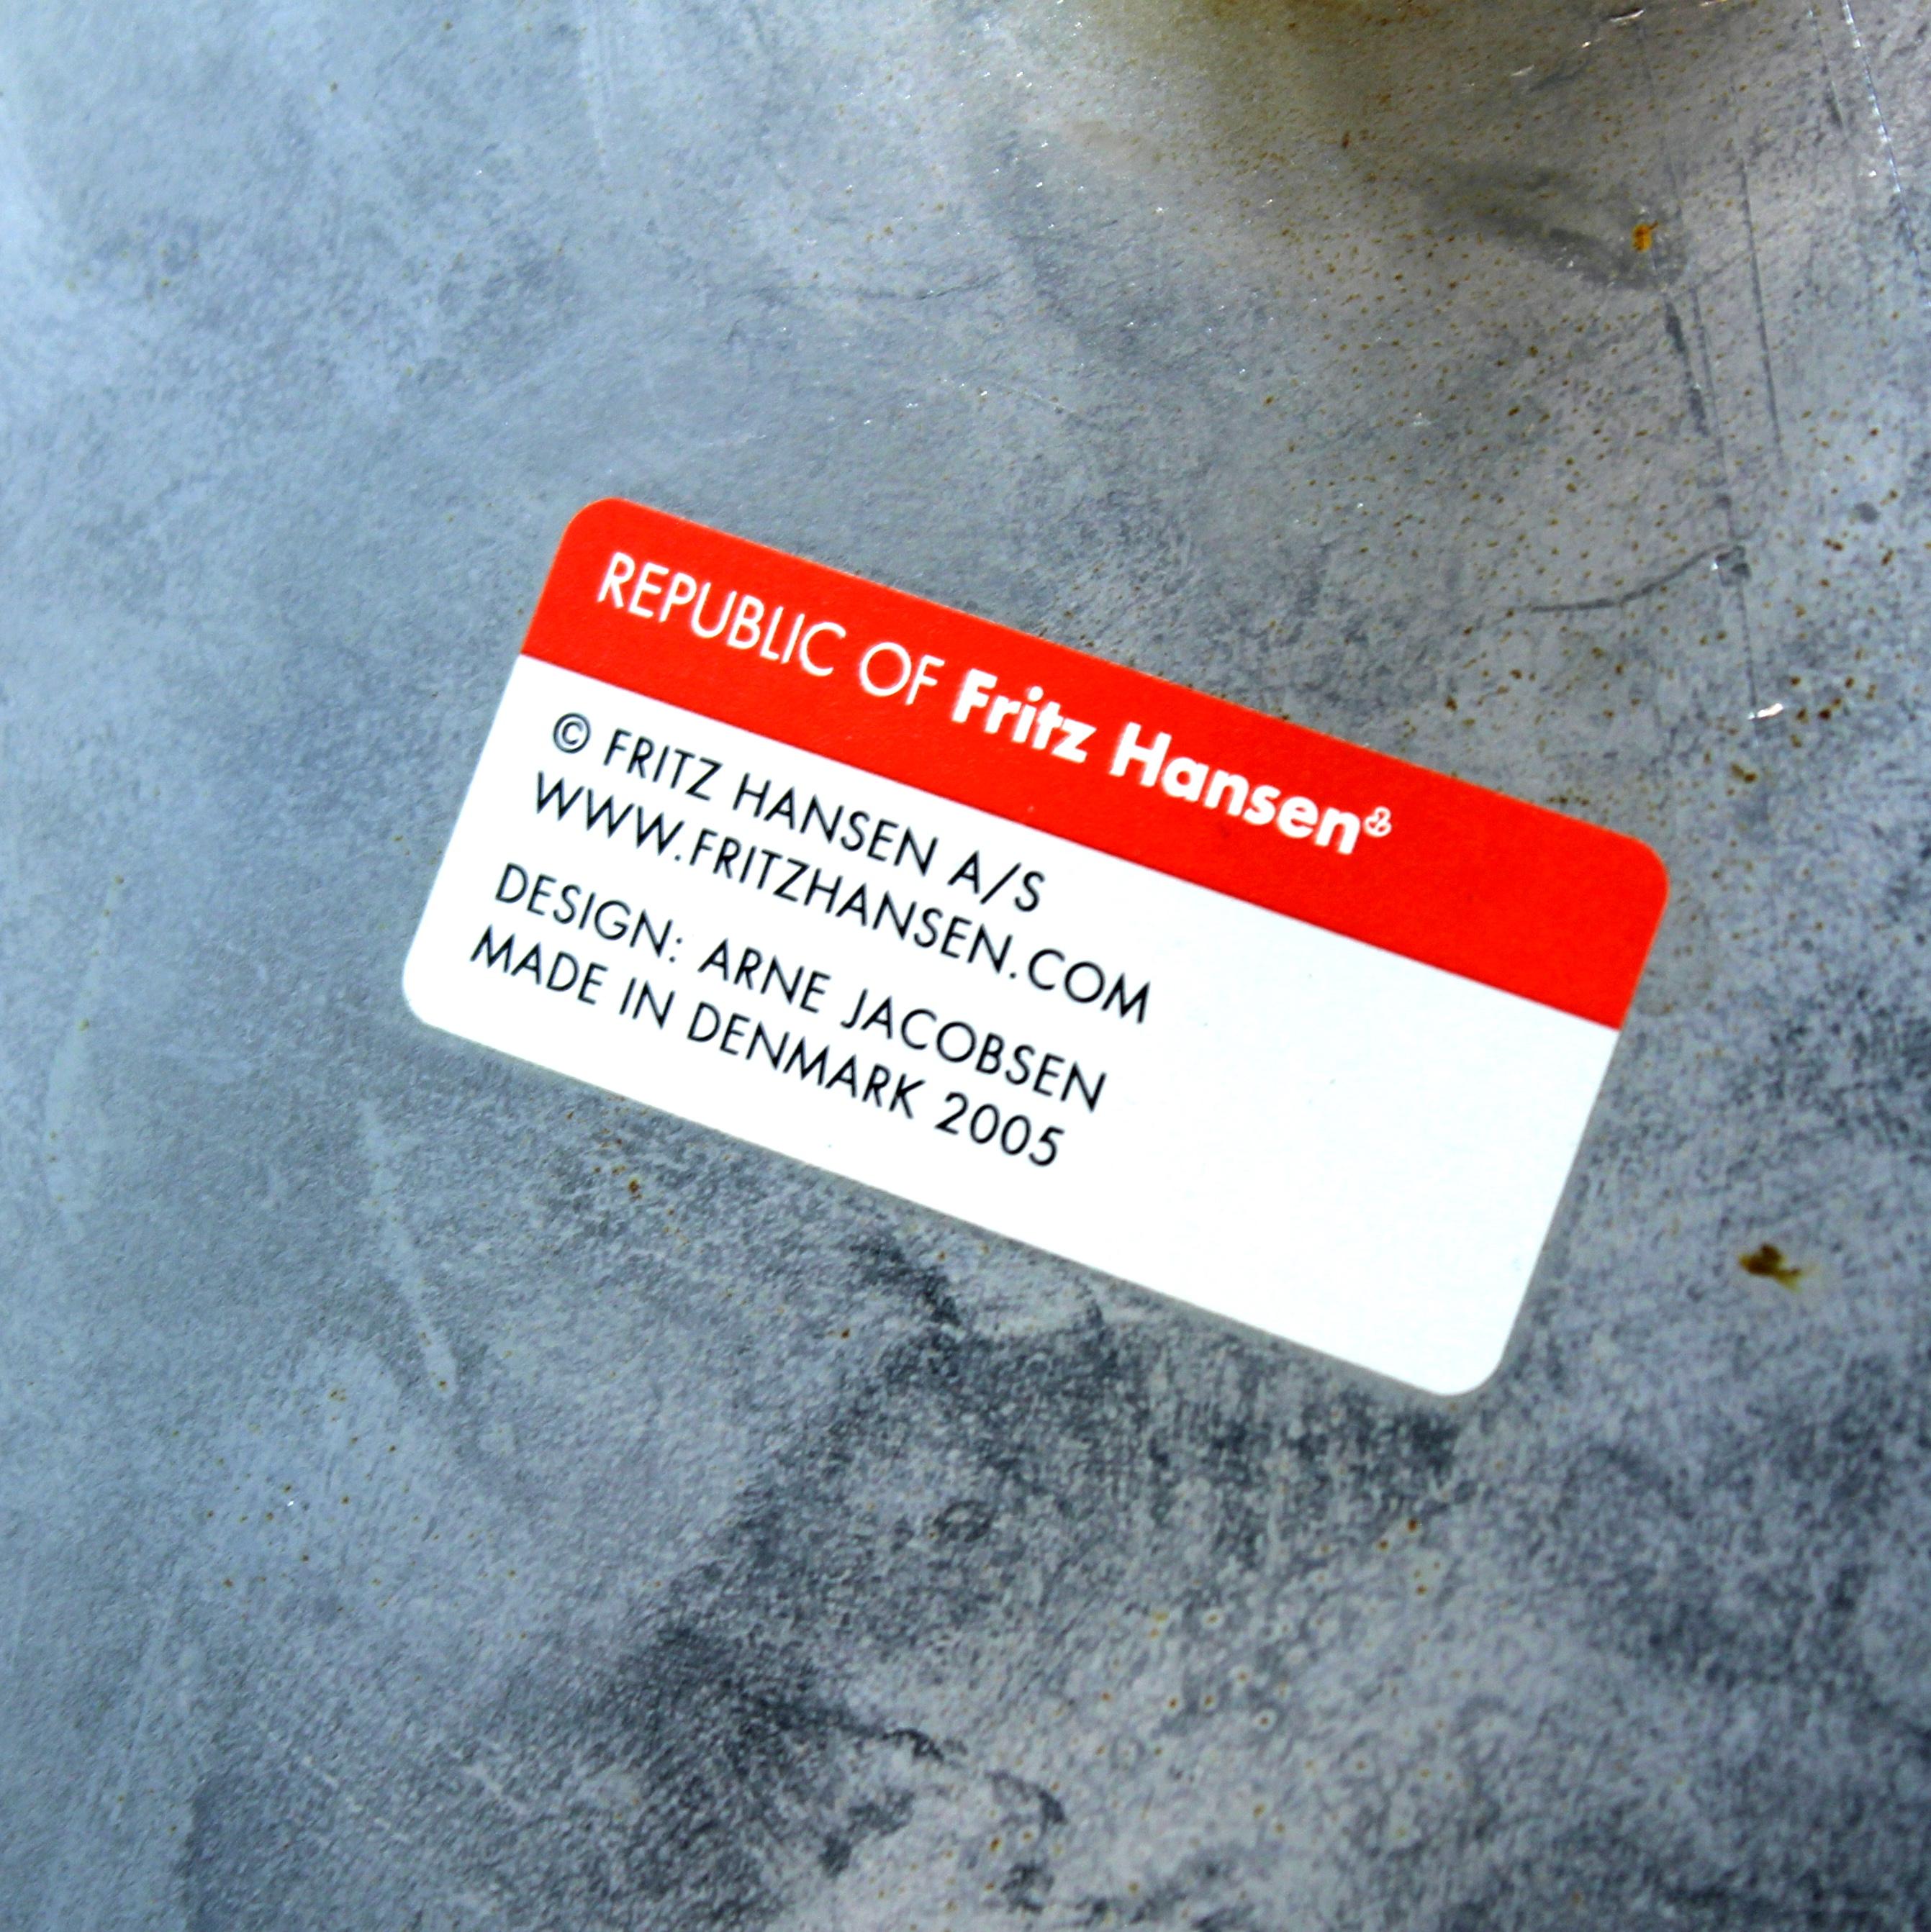 REPUBLIC OF Fritz Hansen
© FRITZ HANSEN A/S
WWW.FRITZHANSEN.COM
DESIGN: ARNE JACOBSEN
MADE IN DENMARK 2005